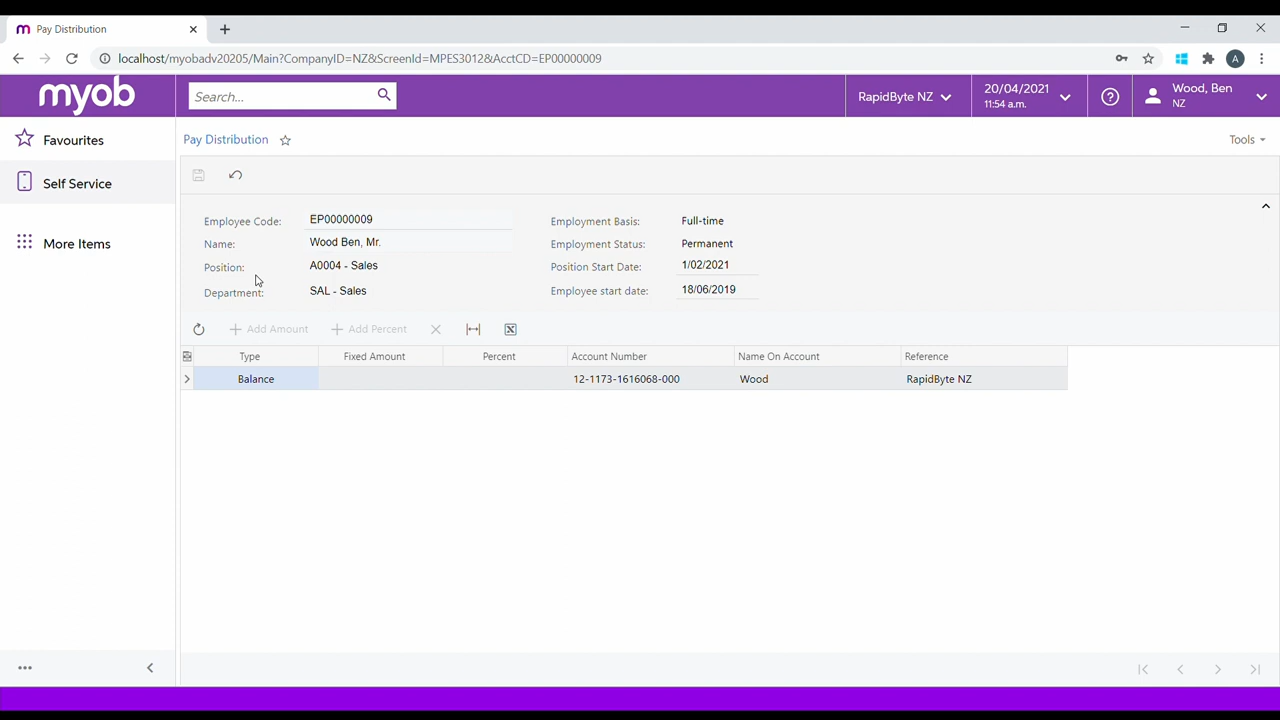 Pay Distribution
localhost/myobadv20205/Main?CompanyID=NZ&ScreenId=MPES3013&AcctCD=EP00000009
A
myob
Search...
RapidByte NZ
20/04/2021
11:54 a.m.
Wood, Ben
NZ
Favourites
Self Service
More Items
Pay Distribution
Tools
Employee Code: EP00000009 Employment Basis: Full-time
Name: Wood Ben, Mr. Employment Status: Permanent
Position: A0004 - Sales Position Start Date: 1/02/2021
Department: SAL - Sales Employee start date: 18/06/2019
Add Amount Add Percent
Type Fixed Amount Percent Account Number Name On Account Reference
Balance 12-1173-1616068-000 Wood RapidByte NZ